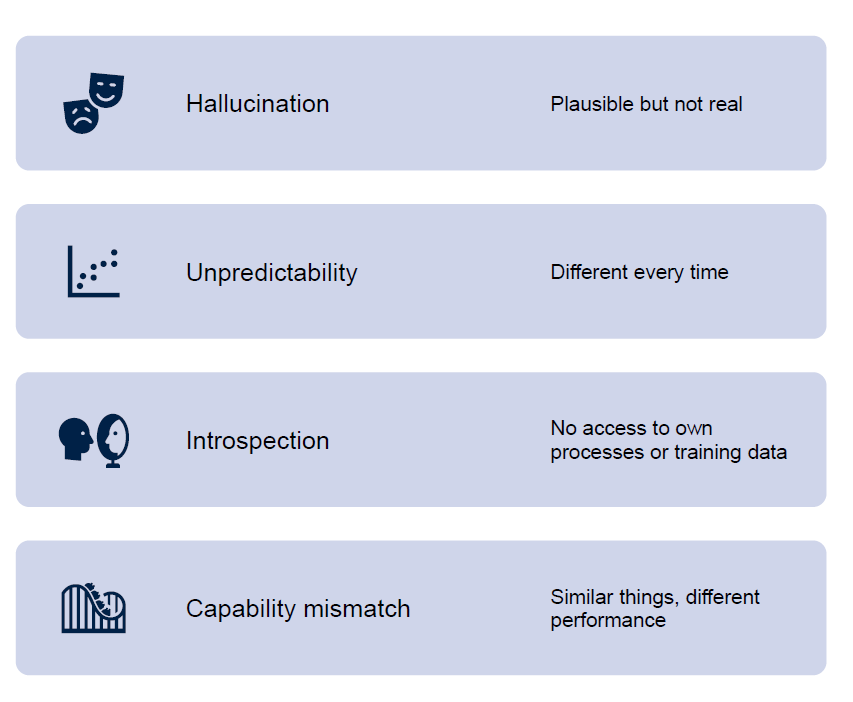 Hallucination
Plausible but not real
Unpredictability
Different every time
Introspection
No access to own
processes or training data
Capability mismatch
Similar things, different
performance